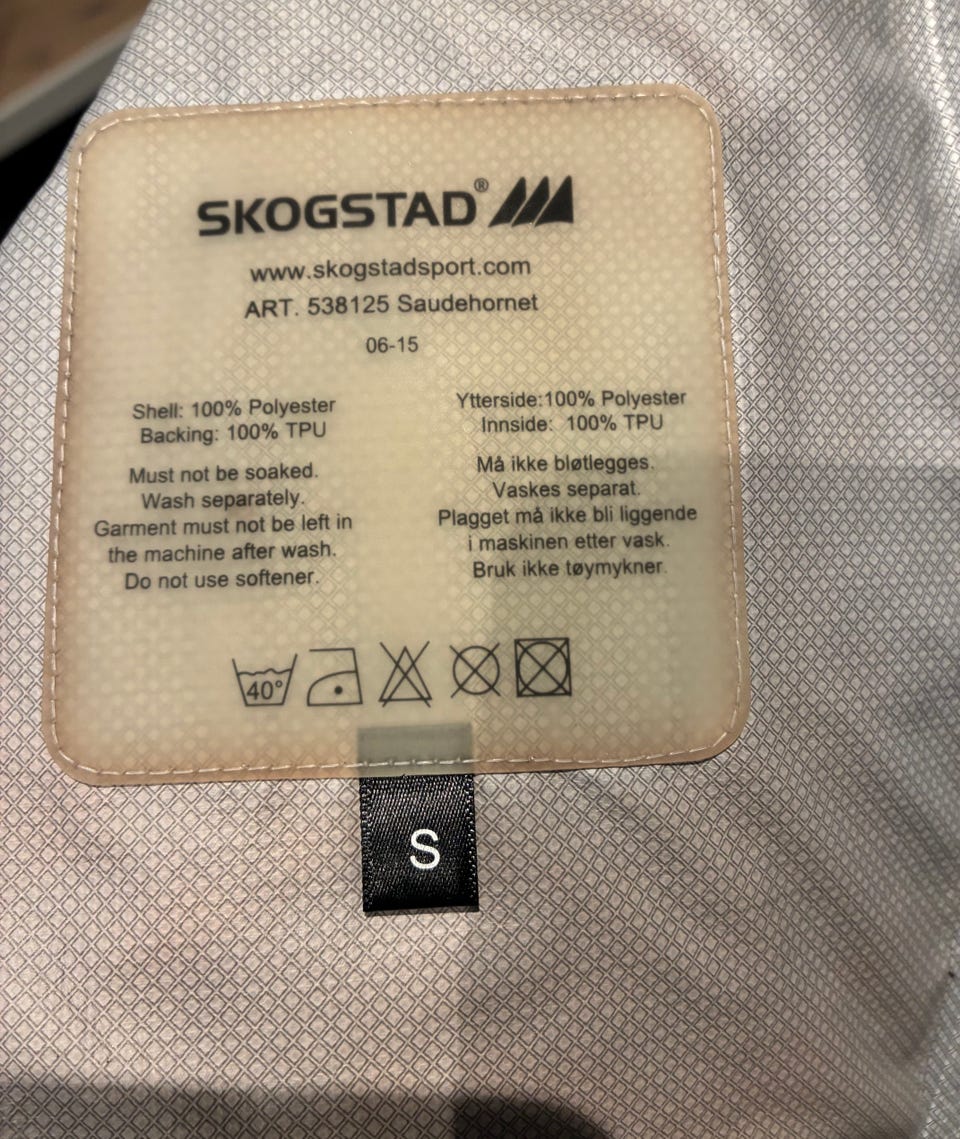 SKOGSTAD®
www.skogstadsport.com
ART. 538125 Saudehornet
06-15
Shell: 100% Polyester
Backing: 100% TPU
Must not be soaked.
Wash separately.
Garment must not be left in
the machine after wash.
Do not use softener.
Ytterside:100% Polyester
Innside: 100% TPU
Må ikke bløtlegges.
Vaskes separat.
Plagget må ikke bli liggende
i maskinen etter vask.
Bruk ikke tøymykner.
40°
S